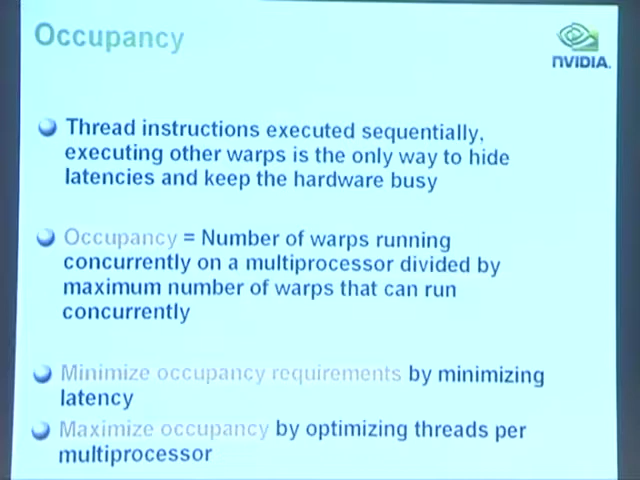 Occupancy
nVIDIA.
Thread instructions executed sequentially,
executing other warps is the only way to hide
latencies and keep the hardware busy
Occupancy = Number of warps running
concurrently on a multiprocessor divided by
maximum number of warps that can run
concurrently
Minimize occupancy requirements by minimizing
latency
Maximize occupancy by optimizing threads per
multiprocessor